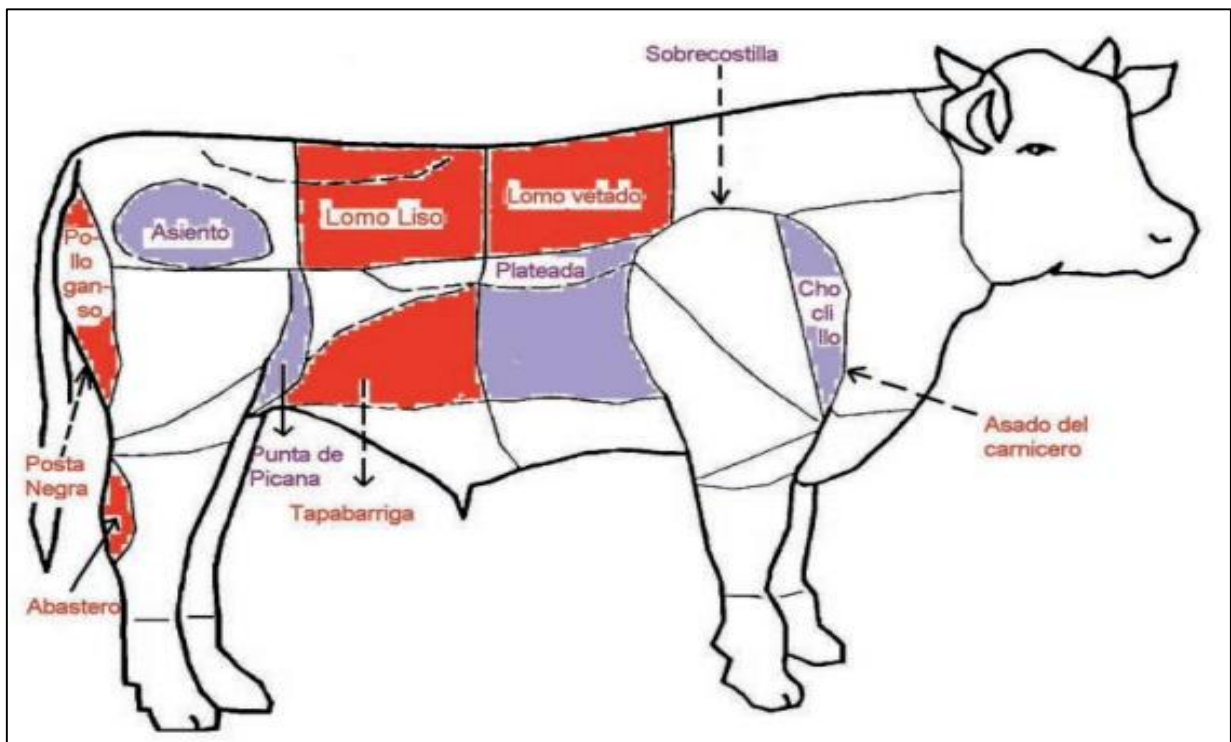 Sobrecostilla
Lomo Liso
Lomo vetado
Asiento
Po-
llo
gan-
so
Plateada
Cho
cli
llo
Asado del
carnicero
Posta
Negra
Punta de
Picana
Tapabarriga
Abastero